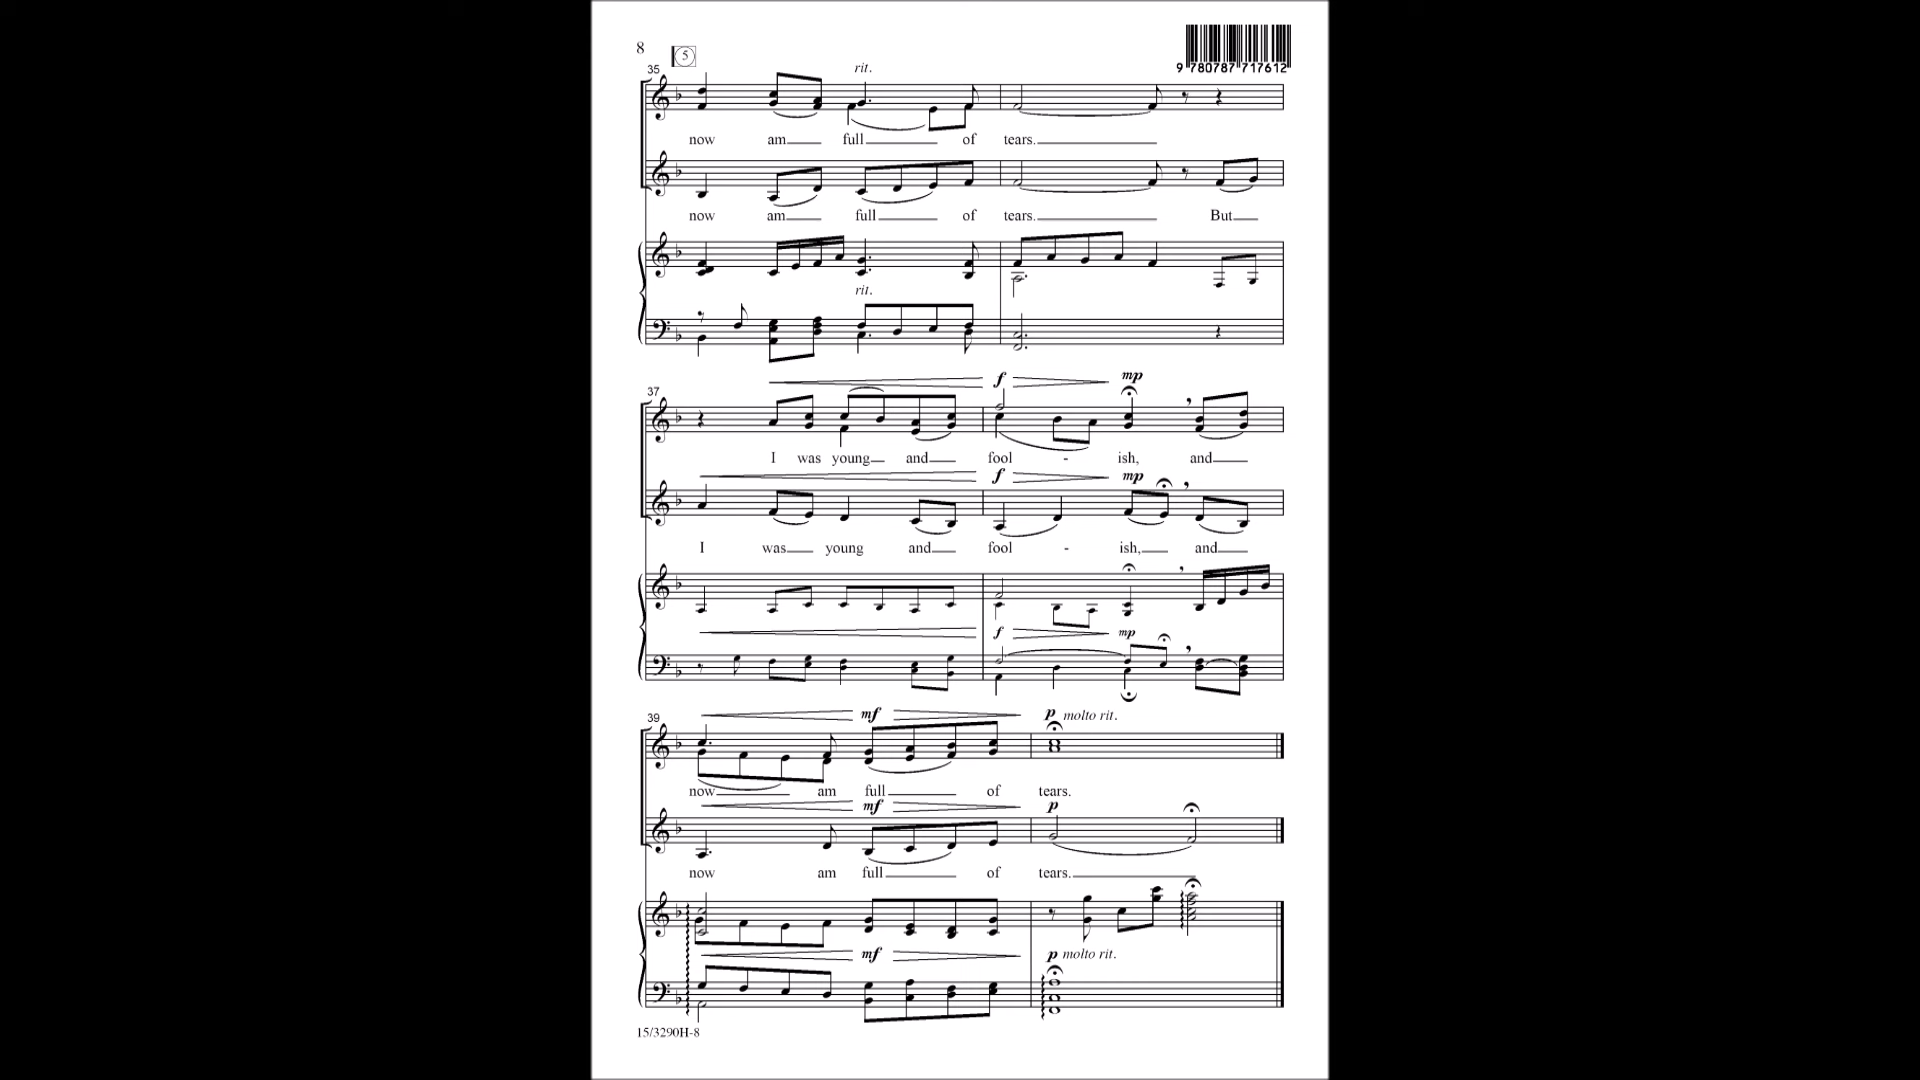 8
5
9 780787 717612
35
rit.
now am full of tears.
now am full of tears. But
rit.
37
f mp
I was young and fool - ish, and
f mp
I was young and fool - ish, and
f mp
39
mf p molto rit.
now am full of tears.
mf p
now am full of tears.
mf p molto rit.
15/3290H-8